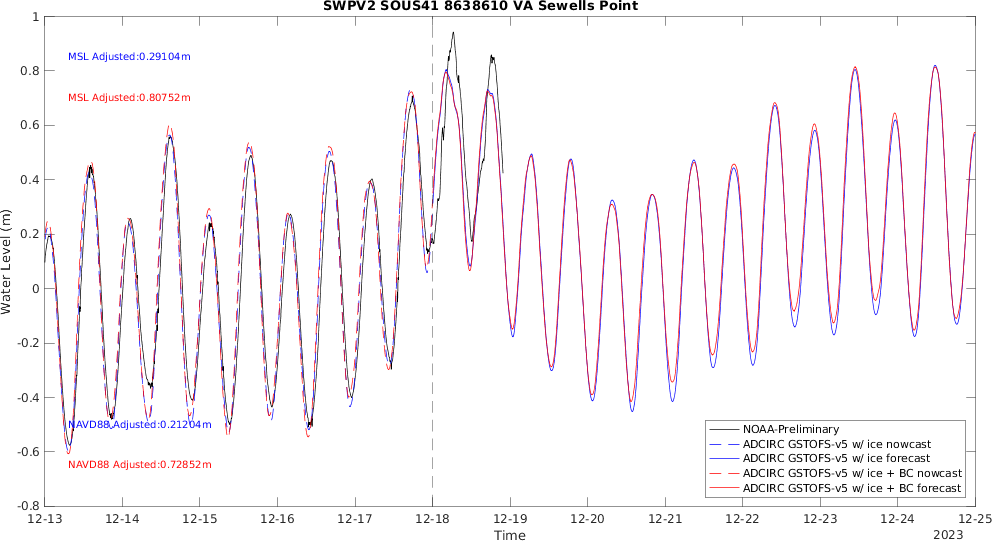 SWPV2 SOUS41 8638610 VA Sewells Point
MSL Adjusted:0.29104m
MSL Adjusted:0.80752m
NAVD88 Adjusted:0.21204m
NAVD88 Adjusted:0.72852m
Water Level (m)
1
0.8
0.6
0.4
0.2
0
-0.2
-0.4
-0.6
-0.8
NOAA-Preliminary
ADCIRC GSTOFS-v5 w/ ice nowcast
ADCIRC GSTOFS-v5 w/ ice forecast
ADCIRC GSTOFS-v5 w/ ice + BC nowcast
ADCIRC GSTOFS-v5 w/ ice + BC forecast
12-13 12-14 12-15 12-16 12-17 12-18 12-19 12-20 12-21 12-22 12-23 12-24 12-25
Time
2023